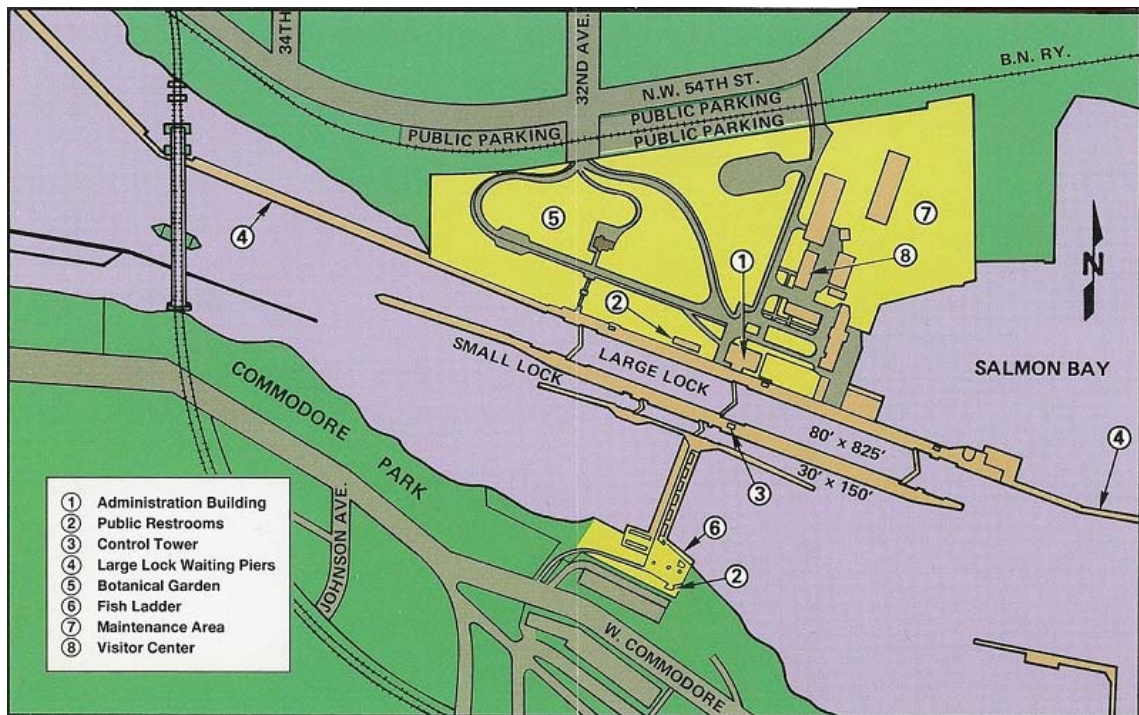 34TH
32ND AVE.
N.W. 54TH ST.
B.N. RY.
PUBLIC PARKING
PUBLIC PARKING
PUBLIC PARKING
4
5
7
1
8
2
SALMON BAY
SMALL LOCK
LARGE LOCK
COMMODORE
PARK
80' x 825'
30' x 150'
4
3
6
2
N
JOHNSON AVE.
W. COMMODORE
1 Administration Building
2 Public Restrooms
3 Control Tower
4 Large Lock Waiting Piers
5 Botanical Garden
6 Fish Ladder
7 Maintenance Area
8 Visitor Center